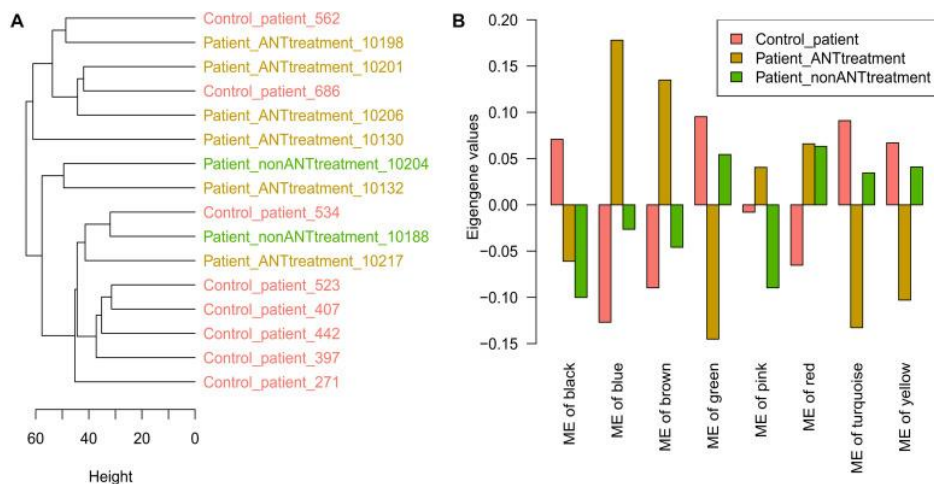 A
Control_patient_562
Patient_ANTtreatment_10198
Patient_ANTtreatment_10201
Control_patient_686
Patient_ANTtreatment_10206
Patient_ANTtreatment_10130
Patient_nonANTtreatment_10204
Patient_ANTtreatment_10132
Control_patient_534
Patient_nonANTtreatment_10188
Patient_ANTtreatment_10217
Control_patient_523
Control_patient_407
Control_patient_442
Control_patient_397
Control_patient_271
60 40 20 0
Height
B
Eigengene values
0.20
0.15
0.10
0.05
0.00
−0.05
−0.10
−0.15
Control_patient
Patient_ANTtreatment
Patient_nonANTtreatment
ME of black
ME of blue
ME of brown
ME of green
ME of pink
ME of red
ME of turquoise
ME of yellow